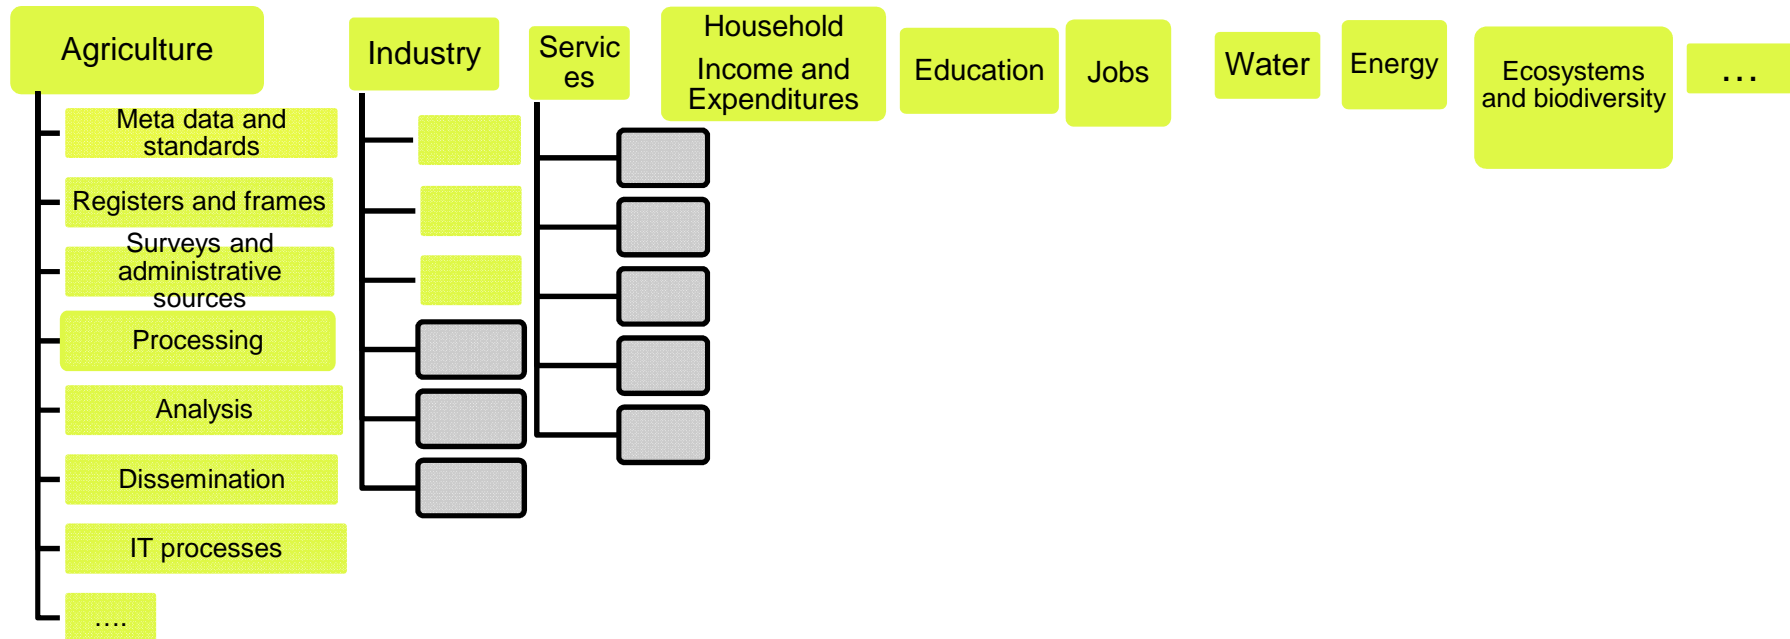 Agriculture
Industry
Servic
es
Household
Income and
Expenditures
Education
Jobs
Water
Energy
Ecosystems
and biodiversity
...
Meta data and
standards
Registers and frames
Surveys and
administrative
sources
Processing
Analysis
Dissemination
IT processes
....